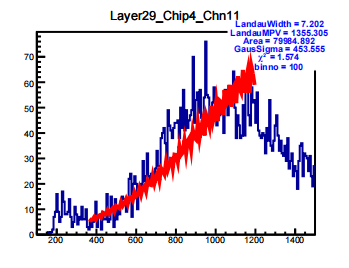 Layer29_Chip4_Chn11
LandauWidth = 7.202
LandauMPV = 1355.305
Area = 79984.892
GausSigma = 453.555
χ² = 1.574
binno = 100
70
60
50
40
30
20
10
0
200 400 600 800 1000 1200 1400